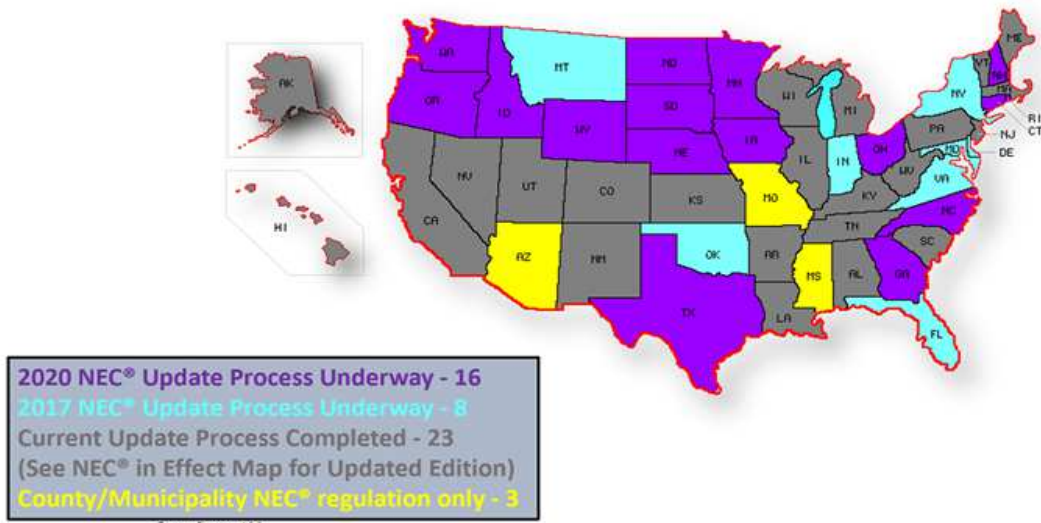 AK
HI
WA
OR
CA
NV
ID
MT
WY
UT
AZ
CO
NM
ND
SD
NE
KS
OK
TX
MN
IA
MO
AR
LA
WI
IL
MS
MI
IN
KY
TN
AL
OH
WV
VA
NC
SC
GA
FL
PA
NY
VT
NH
ME
MA
RI
CT
NJ
DE
MD
2020 NEC® Update Process Underway - 16
2017 NEC® Update Process Underway - 8
Current Update Process Completed - 23
(See NEC® in Effect Map for Updated Edition)
County/Municipality NEC® regulation only - 3